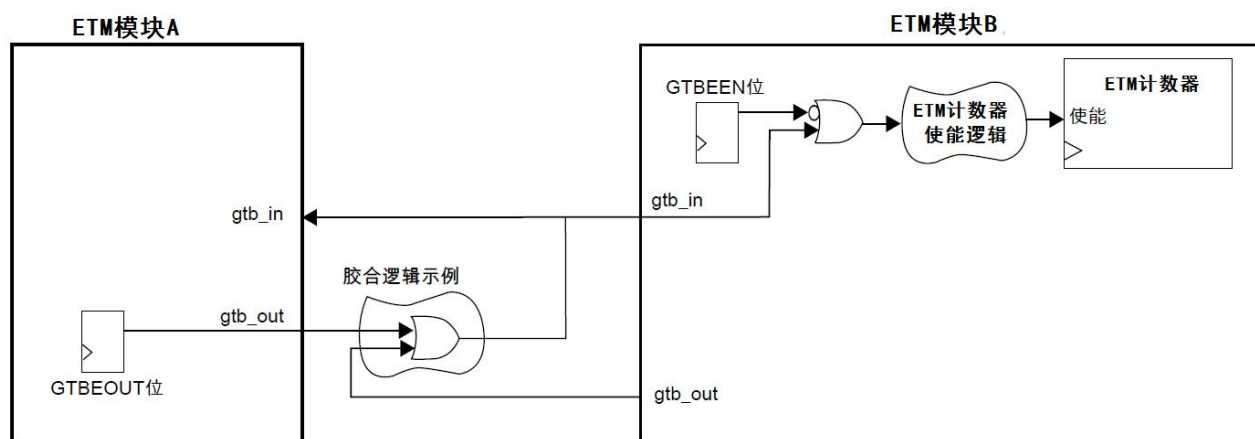 ETM模块A
ETM模块B
GTBEEN位
ETM计数器
使能逻辑
ETM计数器
使能
gtb_in
gtb_in
胶合逻辑示例
gtb_out
GTBEOUT位
gtb_out